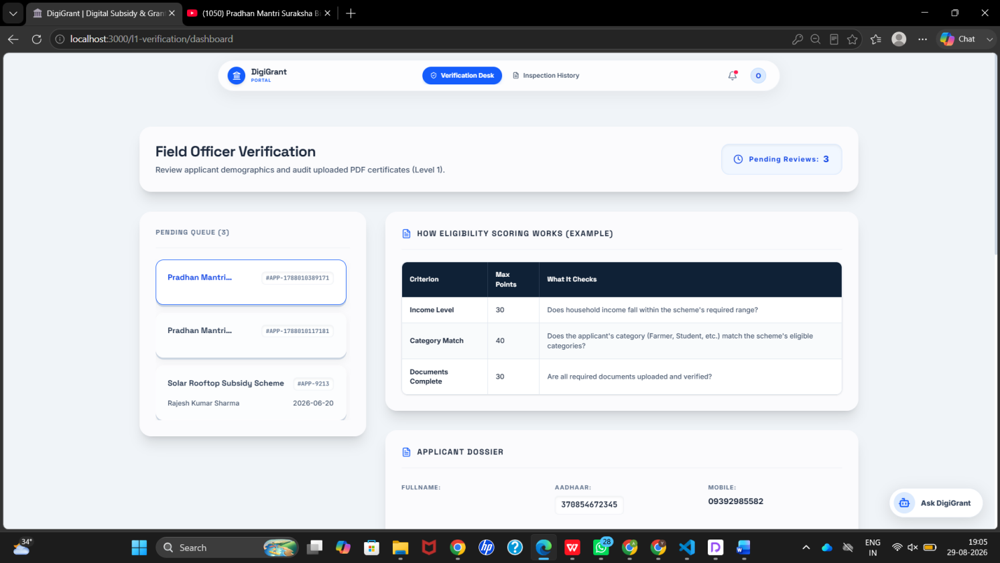 DigiGrant | Digital Subsidy & Grant
(1050) Pradhan Mantri Suraksha B
localhost:3000/l1-verification/dashboard
Chat
DigiGrant
PORTAL
Verification Desk
Inspection History
O
Field Officer Verification
Review applicant demographics and audit uploaded PDF certificates (Level 1).
Pending Reviews: 3
PENDING QUEUE (3)
Pradhan Mantri...
#APP-1788010389171
Pradhan Mantri...
#APP-1788010117181
Solar Rooftop Subsidy Scheme
#APP-9213
Rajesh Kumar Sharma
2026-06-20
HOW ELIGIBILITY SCORING WORKS (EXAMPLE)
Criterion
Max
Points
What It Checks
Income Level
30
Does household income fall within the scheme's required range?
Category Match
40
Does the applicant's category (Farmer, Student, etc.) match the scheme's eligible
categories?
Documents
Complete
30
Are all required documents uploaded and verified?
APPLICANT DOSSIER
FULLNAME:
AADHAAR:
370854672345
MOBILE:
09392985582
Ask DigiGrant
34°
Search
hp
28
ENG
IN
19:05
29-08-2026